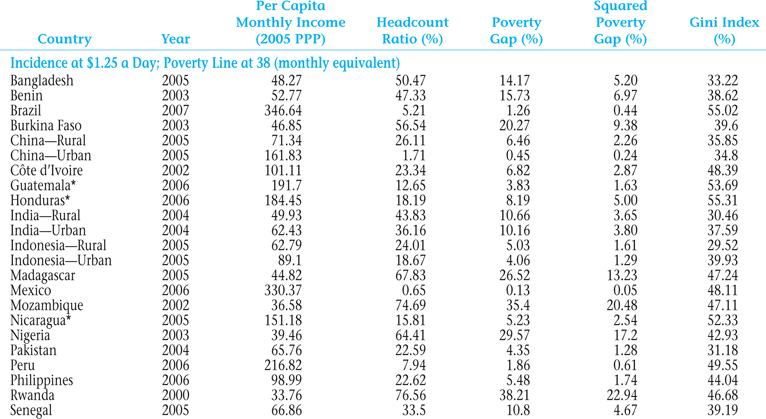 Per Capita Squared
Monthly Income Headcount Poverty Poverty Gini Index
Country Year (2005 PPP) Ratio (%) Gap (%) Gap (%) (%)
Incidence at $1.25 a Day; Poverty Line at 38 (monthly equivalent)
Bangladesh 2005 48.27 50.47 14.17 5.20 33.22
Benin 2003 52.77 47.33 15.73 6.97 38.62
Brazil 2007 346.64 5.21 1.26 0.44 55.02
Burkina Faso 2003 46.85 56.54 20.27 9.38 39.6
China—Rural 2005 71.34 26.11 6.46 2.26 35.85
China—Urban 2005 161.83 1.71 0.45 0.24 34.8
Côte d’Ivoire 2002 101.11 23.34 6.82 2.87 48.39
Guatemala* 2006 191.7 12.65 3.83 1.63 53.69
Honduras* 2006 184.45 18.19 8.19 5.00 55.31
India—Rural 2004 49.93 43.83 10.66 3.65 30.46
India—Urban 2004 62.43 36.16 10.16 3.80 37.59
Indonesia—Rural 2005 62.79 24.01 5.03 1.61 29.52
Indonesia—Urban 2005 89.1 18.67 4.06 1.29 39.93
Madagascar 2005 44.82 67.83 26.52 13.23 47.24
Mexico 2006 330.37 0.65 0.13 0.05 48.11
Mozambique 2002 36.58 74.69 35.4 20.48 47.11
Nicaragua* 2005 151.18 15.81 5.23 2.54 52.33
Nigeria 2003 39.46 64.41 29.57 17.2 42.93
Pakistan 2004 65.76 22.59 4.35 1.28 31.18
Peru 2006 216.82 7.94 1.86 0.61 49.55
Philippines 2006 98.99 22.62 5.48 1.74 44.04
Rwanda 2000 33.76 76.56 38.21 22.94 46.68
Senegal 2005 66.86 33.5 10.8 4.67 39.19